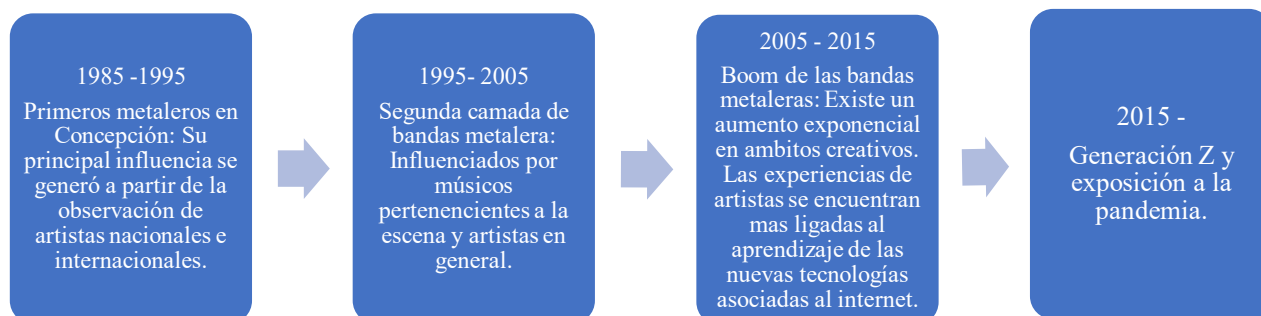 1985 -1995
Primeros metaleros en
Concepción: Su
principal influencia se
generó a partir de la
observación de
artistas nacionales e
internacionales.
1995- 2005
Segunda camada de
bandas metalera:
Influenciados por
músicos
pertenencientes a la
escena y artistas en
general.
2005 - 2015
Boom de las bandas
metaleras: Existe un
aumento exponencial
en ambitos creativos.
Las experiencias de
artistas se encuentran
mas ligadas al
aprendizaje de las
nuevas tecnologías
asociadas al internet.
2015 -
Generación Z y
exposición a la
pandemia.